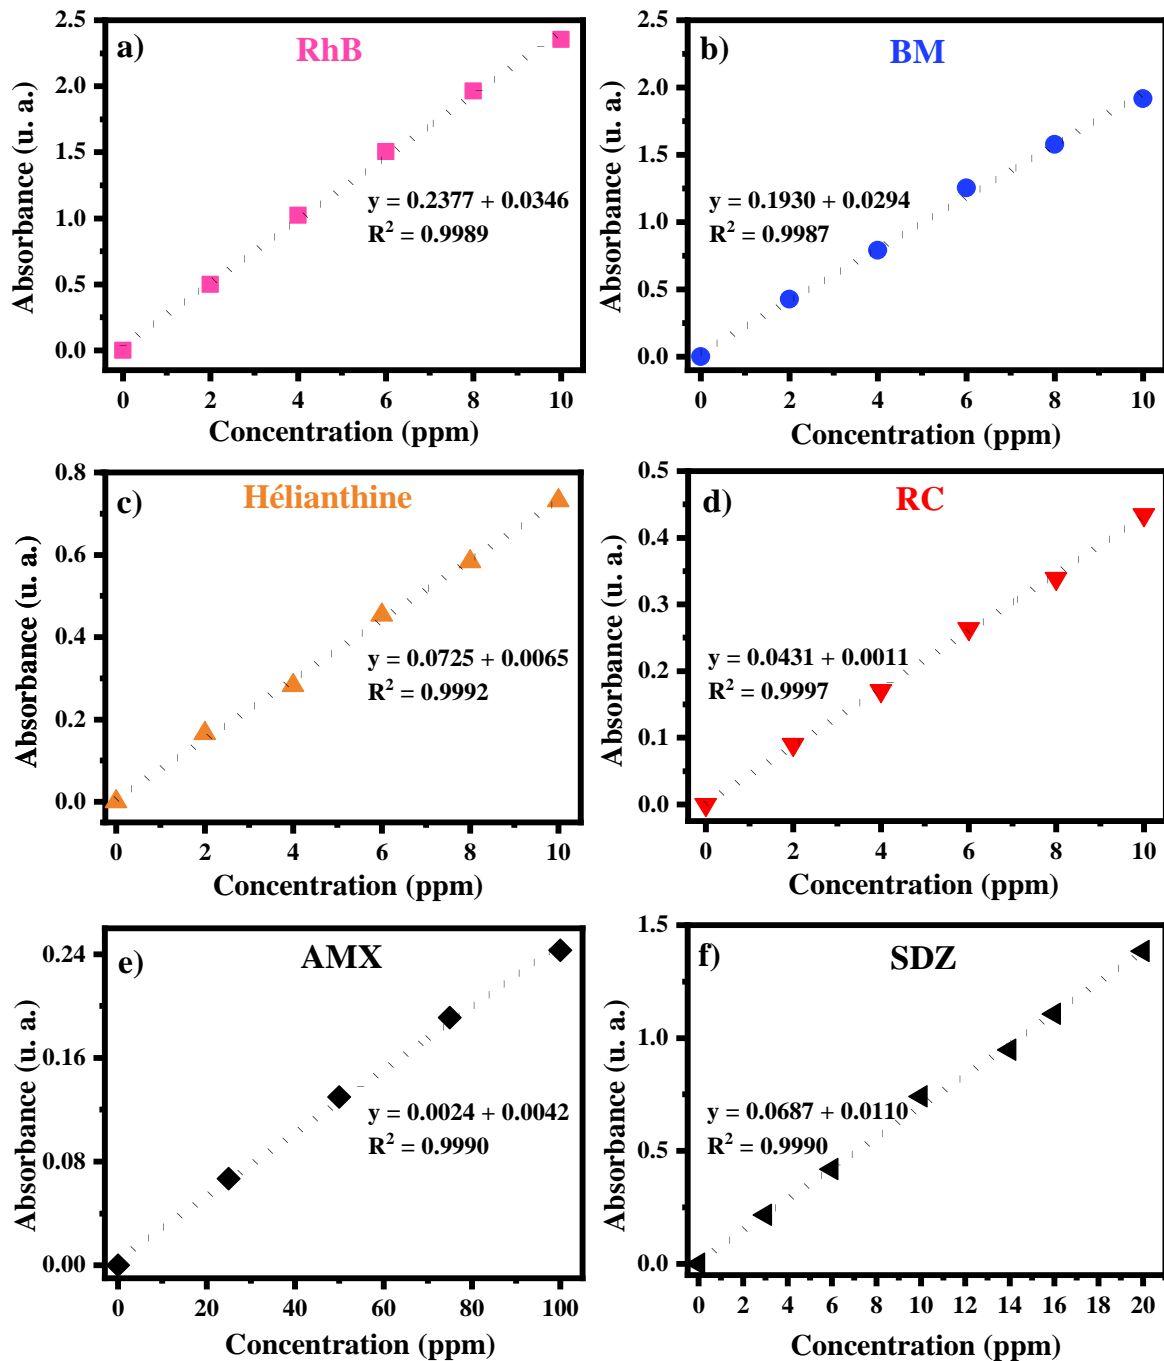 a)
RhB
2.5
2.0
1.5
1.0
0.5
0.0
Absorbance (u. a.)
y = 0.2377 + 0.0346
R² = 0.9989
0 2 4 6 8 10
Concentration (ppm)
b)
BM
2.5
2.0
1.5
1.0
0.5
0.0
Absorbance (u. a.)
y = 0.1930 + 0.0294
R² = 0.9987
0 2 4 6 8 10
Concentration (ppm)
c)
Hélianthine
0.8
0.6
0.4
0.2
0.0
Absorbance (u. a.)
y = 0.0725 + 0.0065
R² = 0.9992
0 2 4 6 8 10
Concentration (ppm)
d)
RC
0.5
0.4
0.3
0.2
0.1
0.0
Absorbance (u. a.)
y = 0.0431 + 0.0011
R² = 0.9997
0 2 4 6 8 10
Concentration (ppm)
e)
AMX
0.24
0.16
0.08
0.00
Absorbance (u. a.)
y = 0.0024 + 0.0042
R² = 0.9990
0 20 40 60 80 100
Concentration (ppm)
f)
SDZ
1.5
1.0
0.5
0.0
Absorbance (u. a.)
y = 0.0687 + 0.0110
R² = 0.9990
0 2 4 6 8 10 12 14 16 18 20
Concentration (ppm)